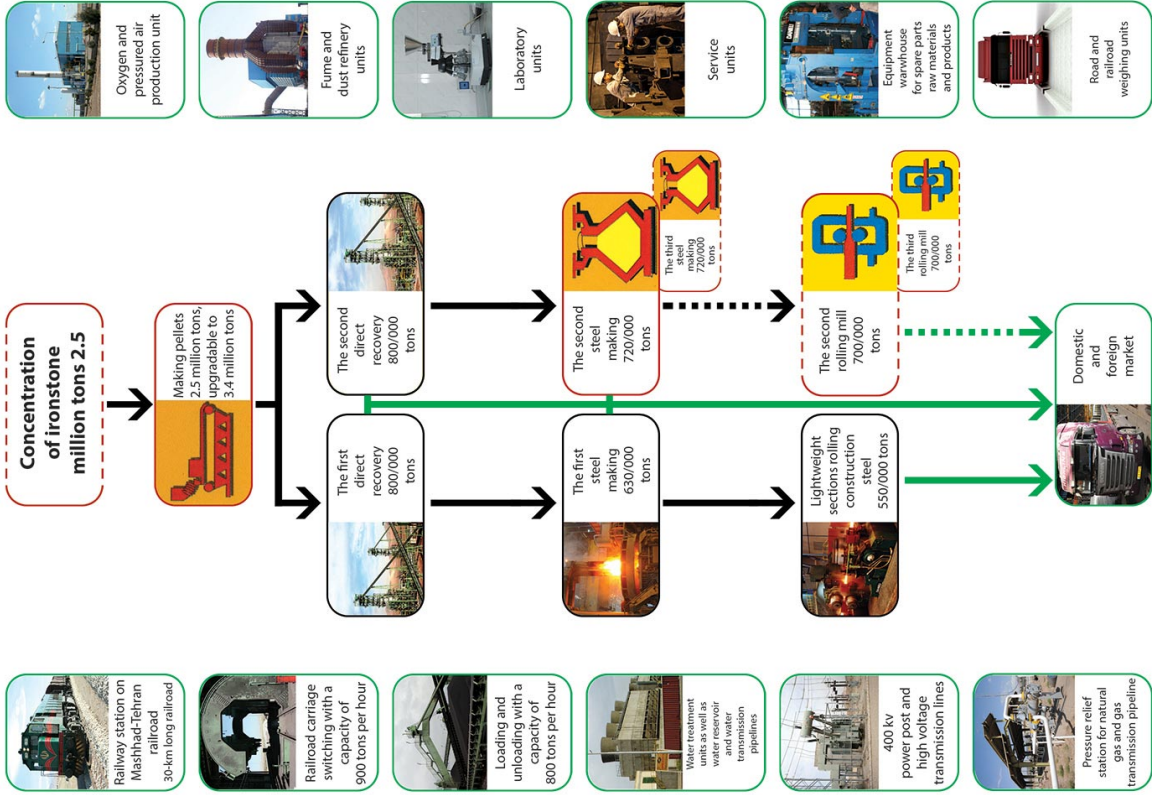 Railway station on
Mashhad-Tehran
railroad
30-km long railroad
Railroad carriage
switching with a
capacity of
900 tons per hour
Loading and
unloading with a
capacity of
800 tons per hour
Water treatment
units as well as
water reservoir
and water
transmission
pipelines
400 kv
power post and
high voltage
transmission lines
Pressure relief
station for natural
gas and gas
transmission pipeline
Concentration
of ironstone
million tons 2.5
Making pellets
2.5 million tons,
upgradable to
3.4 million tons
The first
direct
recovery
800/000
tons
The second
direct
recovery
800/000
tons
The first
steel
making
630/000
tons
The second
steel
making
720/000
tons
The third
steel
making
720/000
tons
Lightweight
sections rolling
construction
steel
550/000 tons
The second
rolling mill
700/000
tons
The third
rolling mill
700/000
tons
Domestic
and
foreign
market
Oxygen and
pressured air
production unit
Fume and
dust refinery
units
Laboratory
units
Service
units
Equipment
warwhouse
for spare parts
raw materials
and products
Road and
railroad
weighing units